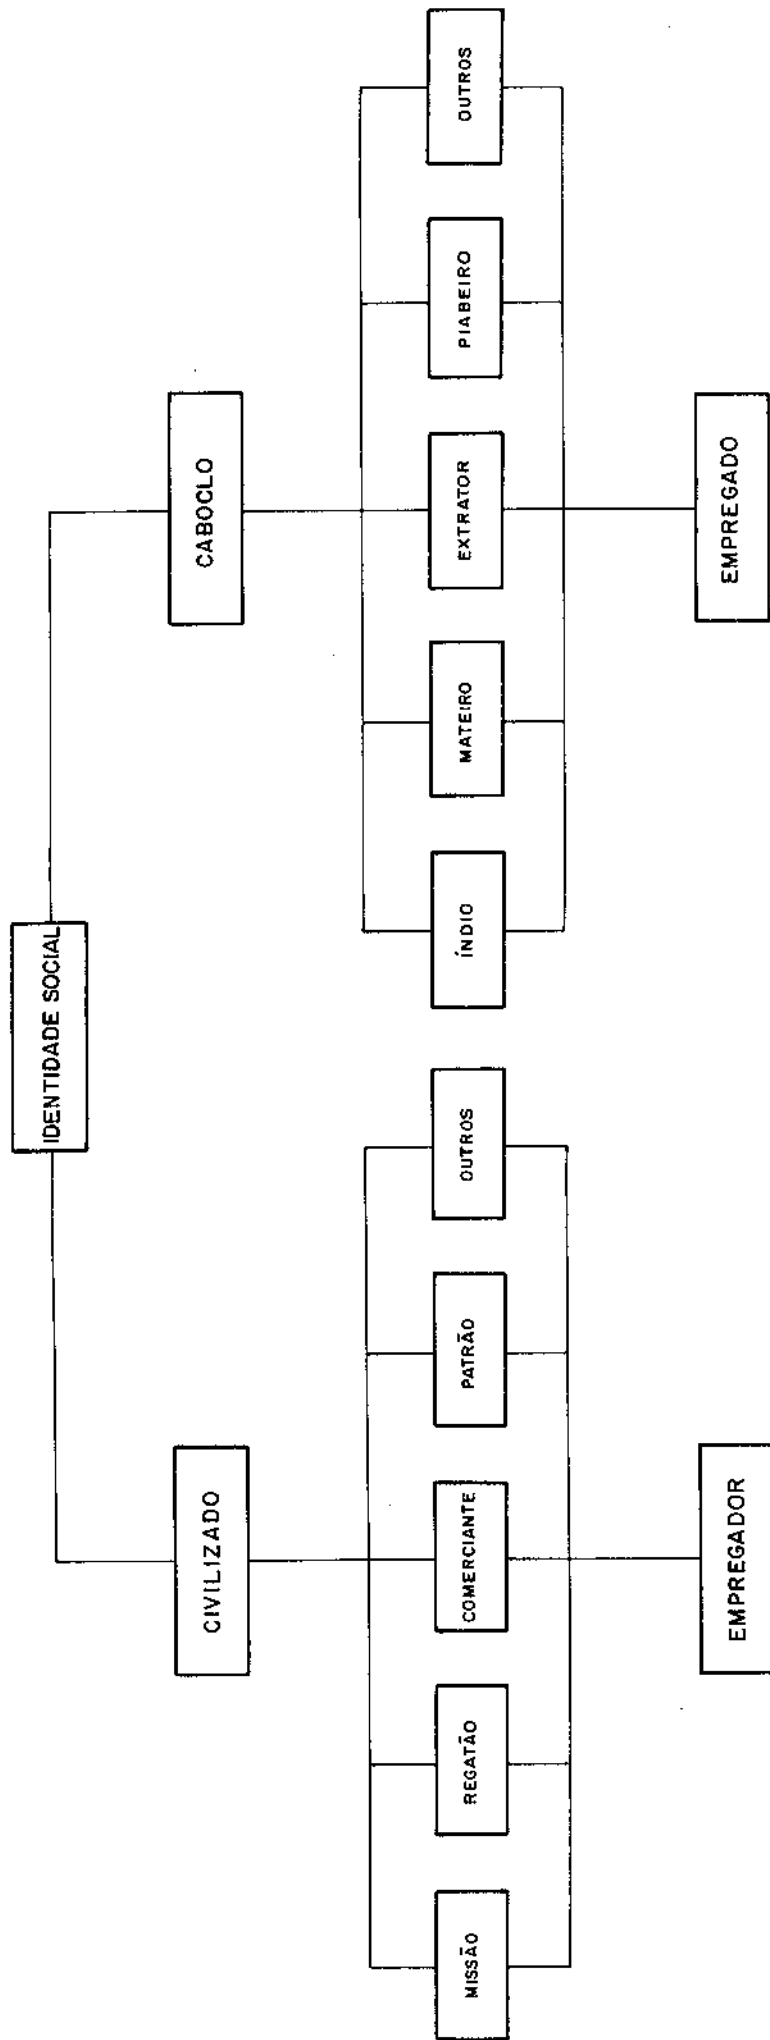 IDENTIDADE SOCIAL
CIVILIZADO
CABOCLO
MISSÃO
REGATÃO
COMERCIANTE
PATRÃO
OUTROS
ÍNDIO
MATEIRO
EXTRATOR
PIABEIRO
OUTROS
EMPREGADOR
EMPREGADO